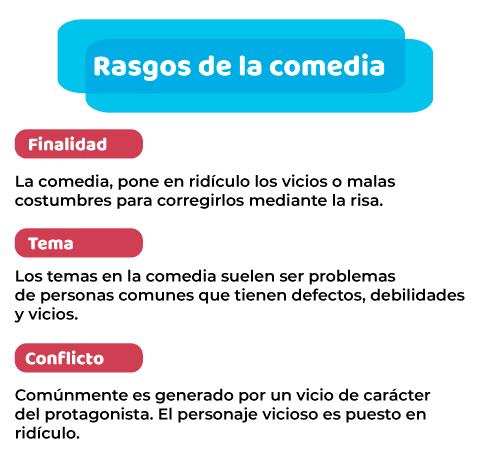 Rasgos de la comedia
Finalidad
La comedia, pone en ridículo los vicios o malas
costumbres para corregirlos mediante la risa.
Tema
Los temas en la comedia suelen ser problemas
de personas comunes que tienen defectos, debilidades
y vicios.
Conflicto
Comúnmente es generado por un vicio de carácter
del protagonista. El personaje vicioso es puesto en
ridículo.